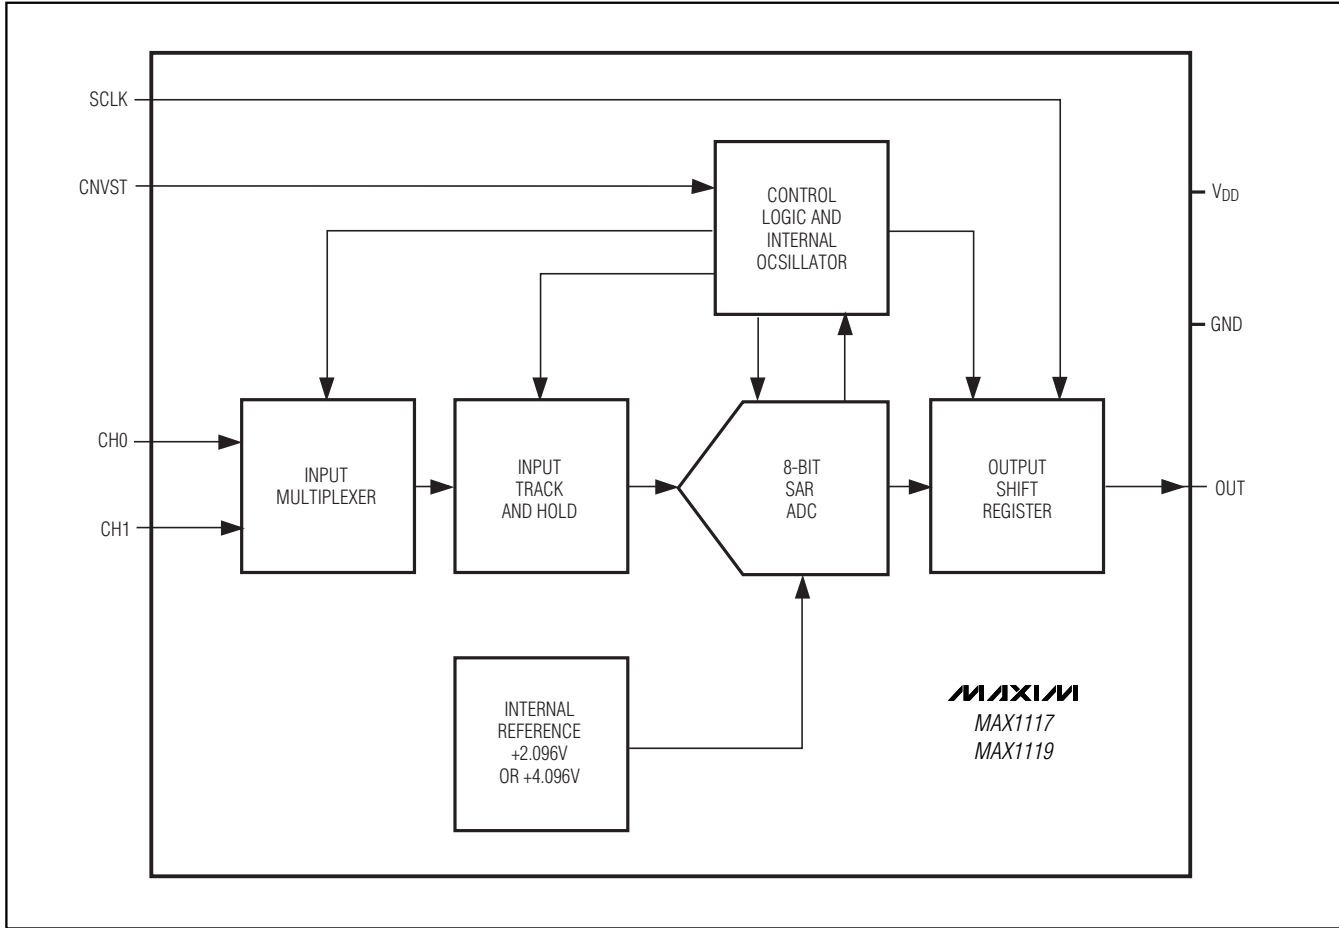 SCLK
CNVST
CONTROL
LOGIC AND
INTERNAL
OCSILLATOR
VDD
GND
CH0
CH1
INPUT
MULTIPLEXER
INPUT
TRACK
AND HOLD
8-BIT
SAR
ADC
OUTPUT
SHIFT
REGISTER
OUT
INTERNAL
REFERENCE
+2.096V
OR +4.096V
MAXIM
MAX1117
MAX1119